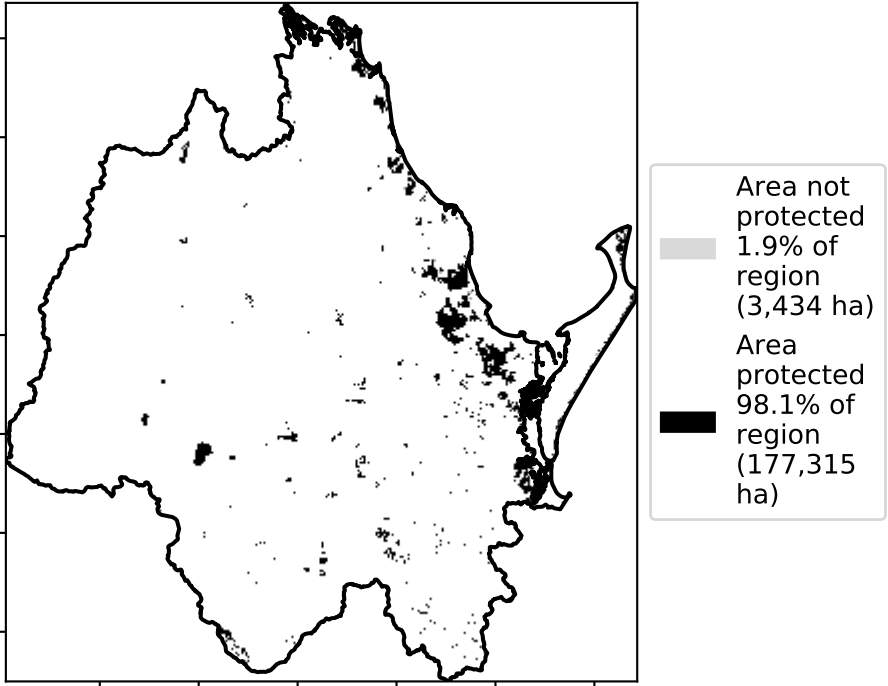 Area not
protected
1.9% of
region
(3,434 ha)
Area
protected
98.1% of
region
(177,315
ha)